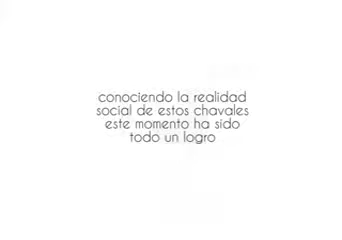 conociendo la realidad
social de estos chavales
este momento ha sido
todo un logro